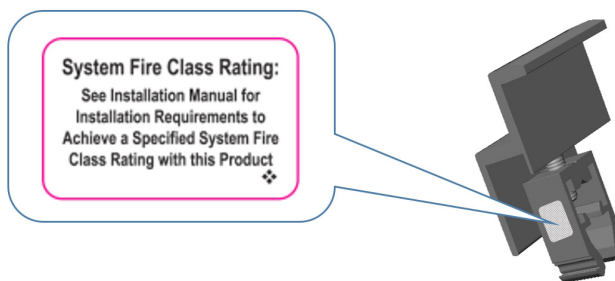 System Fire Class Rating:
See Installation Manual for
Installation Requirements to
Achieve a Specified System Fire
Class Rating with this Product